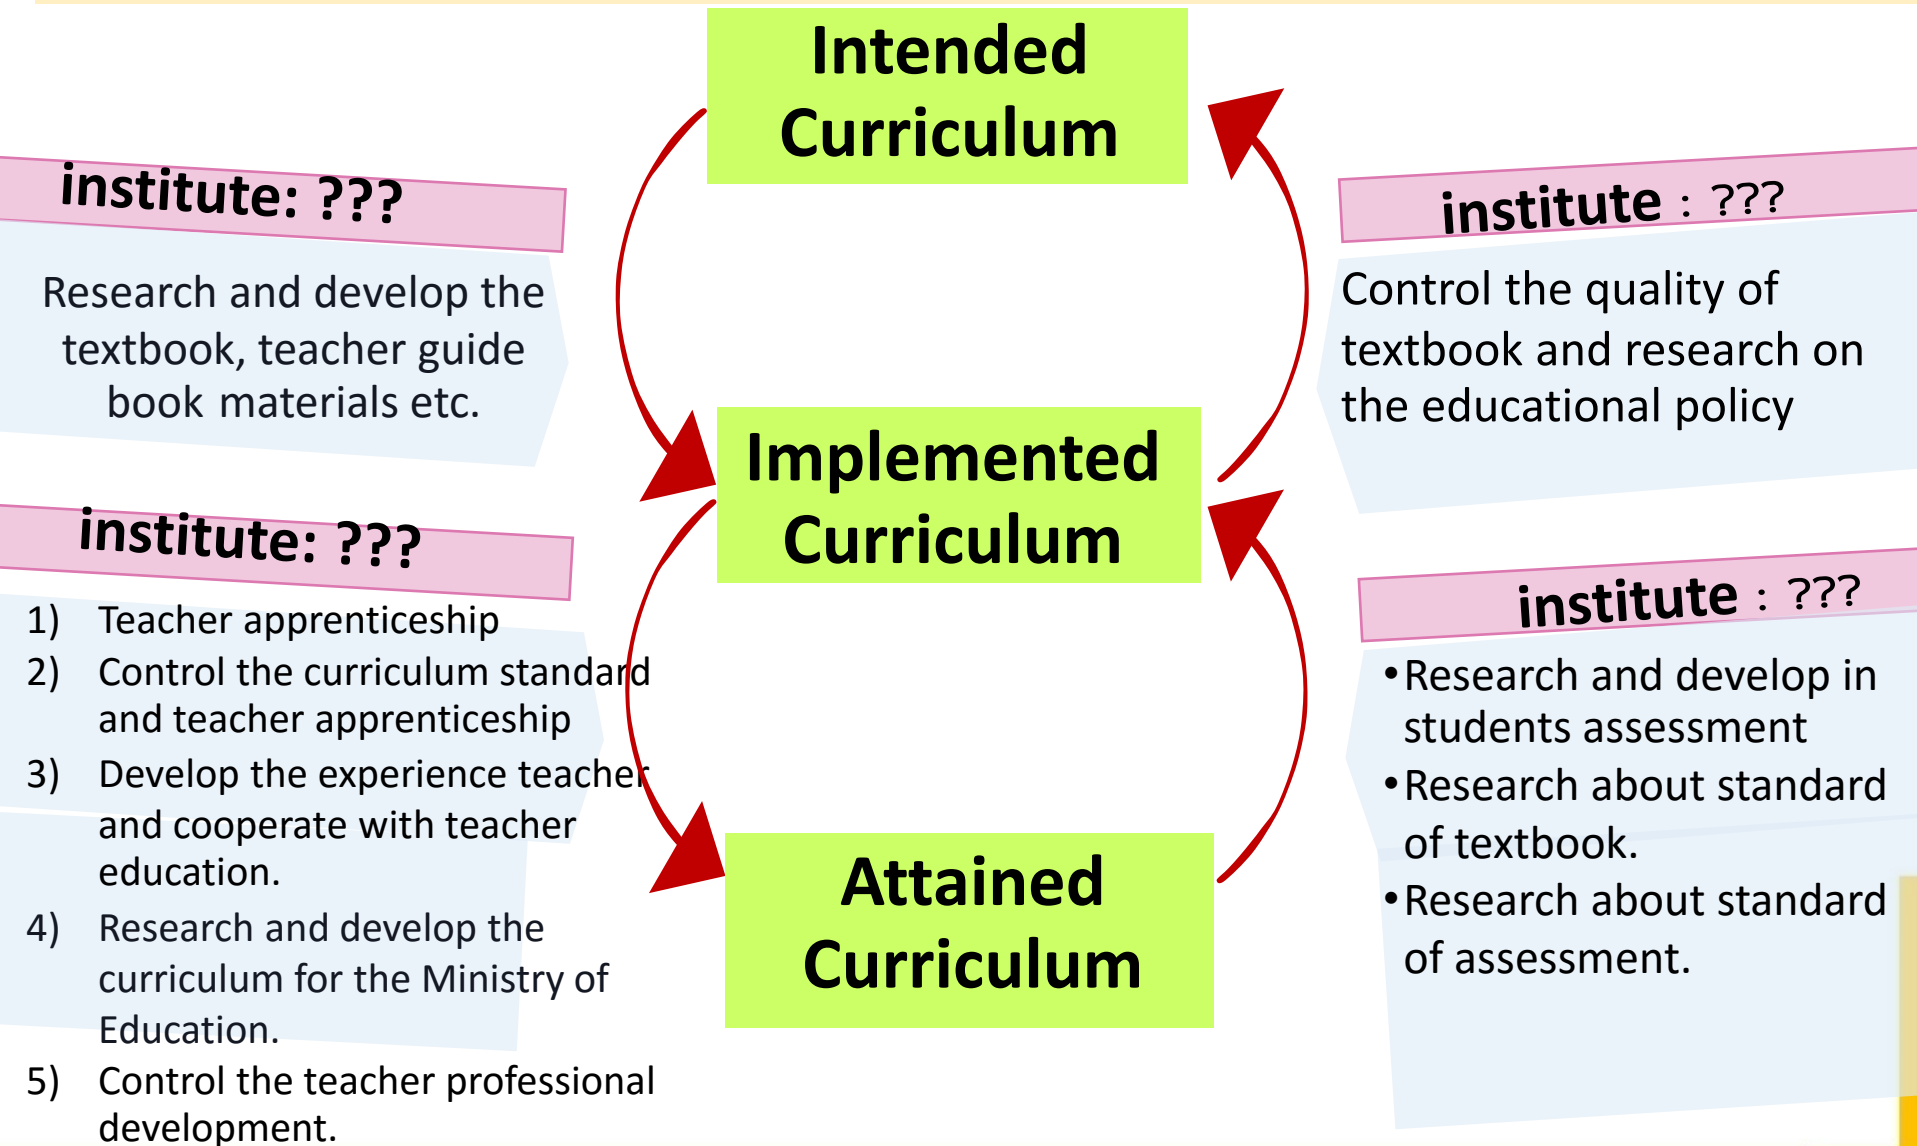 Intended
Curriculum
institute: ???
Research and develop the
textbook, teacher guide
book materials etc.
institute : ???
Control the quality of
textbook and research on
the educational policy
Implemented
Curriculum
institute: ???
1) Teacher apprenticeship
2) Control the curriculum standard
and teacher apprenticeship
3) Develop the experience teacher
and cooperate with teacher
education.
4) Research and develop the
curriculum for the Ministry of
Education.
5) Control the teacher professional
development.
institute : ???
•Research and develop in
students assessment
•Research about standard
of textbook.
•Research about standard
of assessment.
Attained
Curriculum